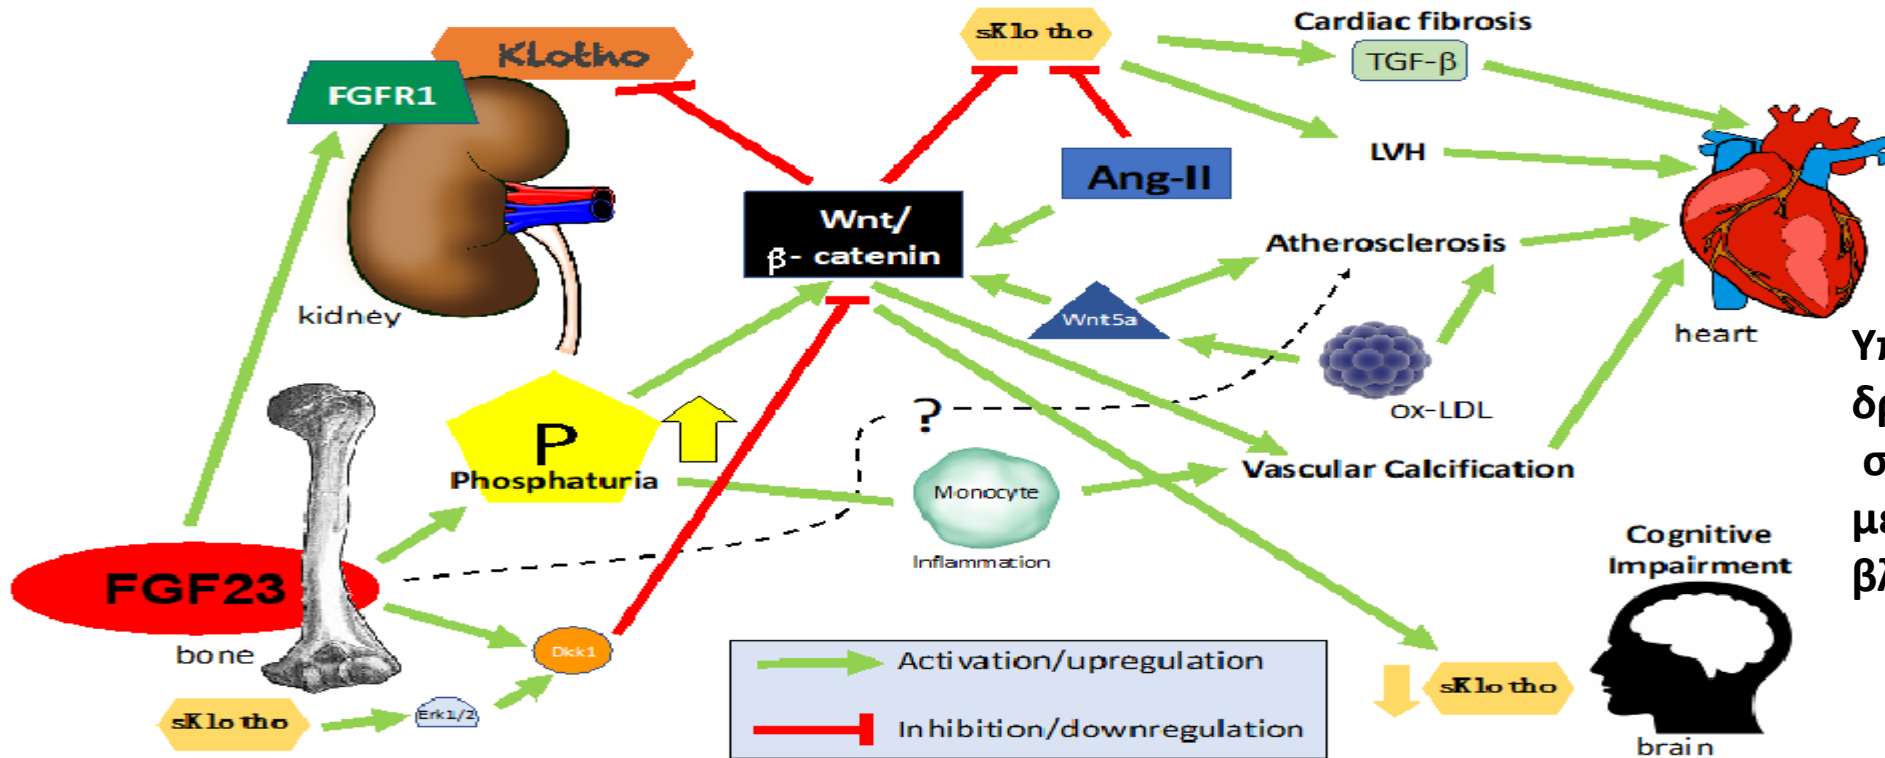 Klotho
FGFR1
kidney
sKlotho
Cardiac fibrosis
TGF-β
LVH
Ang-II
Wnt/
β- catenin
Atherosclerosis
Wnt5a
heart
ox-LDL
?
P
Phosphaturia
Monocyte
Inflammation
Vascular Calcification
FGF23
bone
Dkk1
sKlotho
Erk1/2
Activation/upregulation
Inhibition/downregulation
Cognitive
Impairment
sKlotho
brain